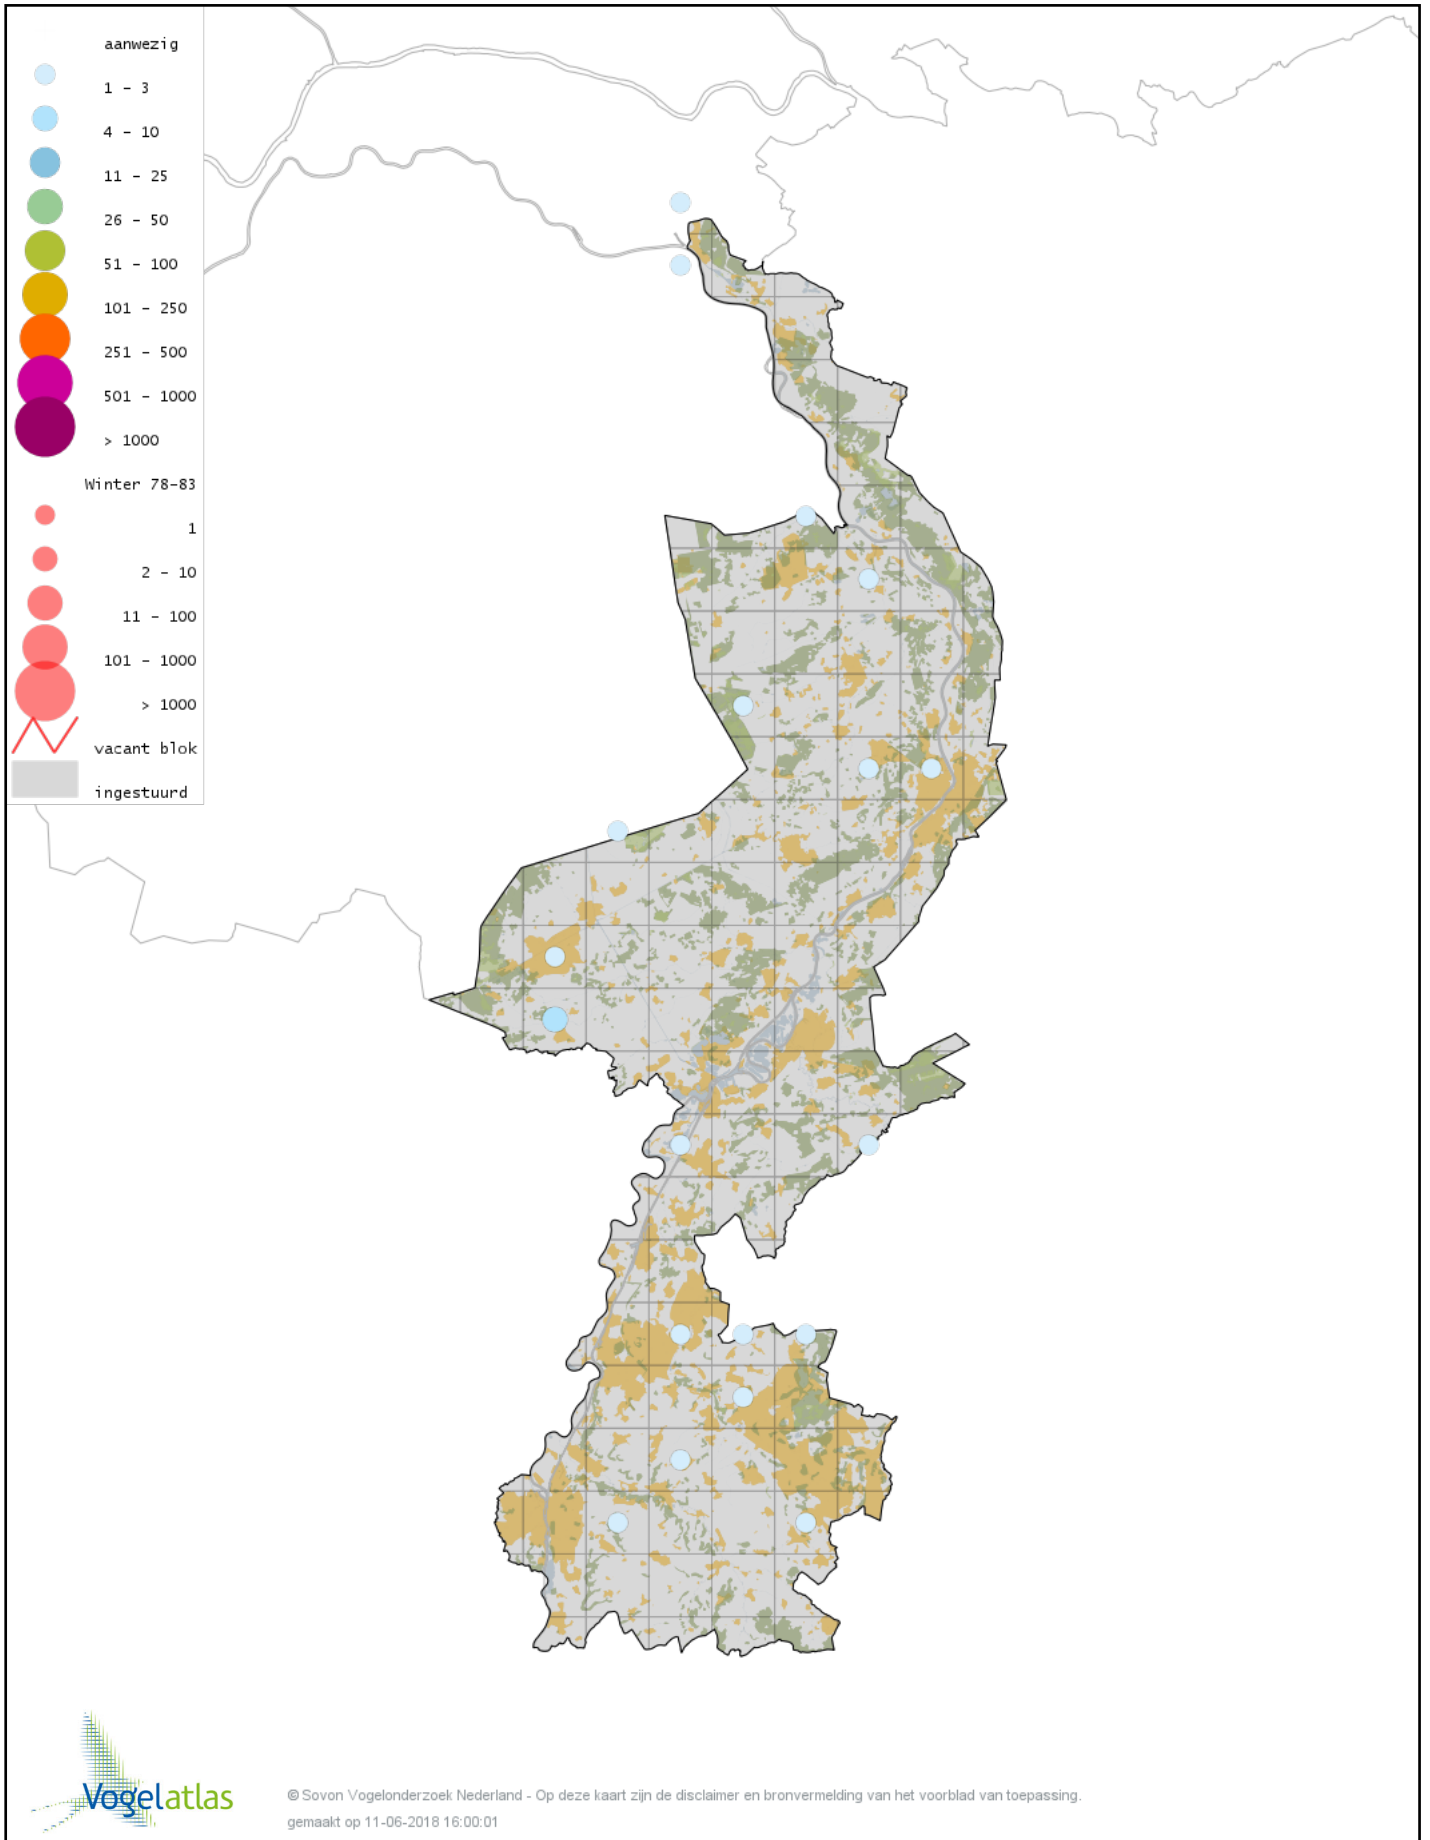 aanwezig
1 - 3
4 - 10
11 - 25
26 - 50
51 - 100
101 - 250
251 - 500
501 - 1000
> 1000
Winter 78-83
1
2 - 10
11 - 100
101 - 1000
> 1000
vacant blok
ingestuurd
Vogelatlas
© Sovon Vogelonderzoek Nederland - Op deze kaart zijn de disclaimer en bronvermelding van het voorblad van toepassing.
gemaakt op 11-06-2018 16:00:01